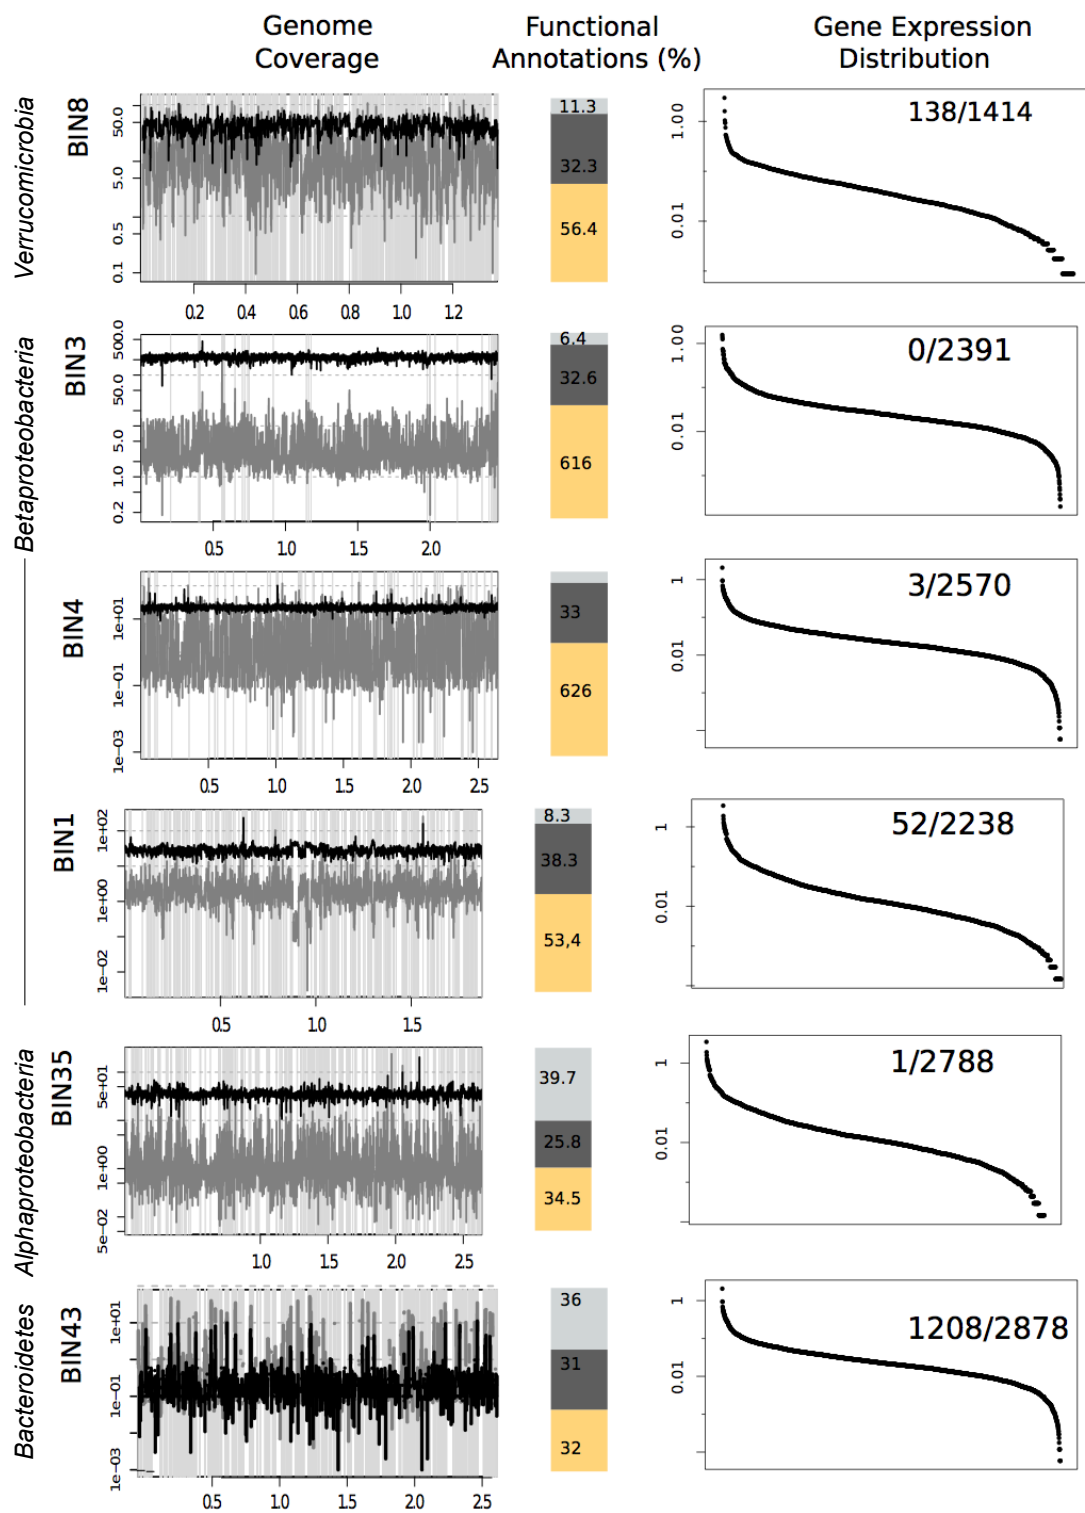 Genome
Coverage
Functional
Annotations (%)
Gene Expression
Distribution
Verrucomicrobia
BIN8
50.0
5.0
0.5
0.1
0.2 0.4 0.6 0.8 1.0 1.2
11.3
32.3
56.4
1.00
0.01
138/1414
Betaproteobacteria
BIN3
500.0
50.0
5.0
1.0
0.2
0.5 1.0 1.5 2.0
6.4
32.6
616
1.00
0.01
0/2391
BIN4
1e+01
1e-01
1e-03
0.5 1.0 1.5 2.0 2.5
33
626
1
0.01
3/2570
BIN1
1e+02
1e+00
1e-02
0.5 1.0 1.5
8.3
38.3
53,4
1
0.01
52/2238
Alphaproteobacteria
BIN35
5e+01
1e+00
5e-02
1.0 1.5 2.0 2.5
39.7
25.8
34.5
1
0.01
1/2788
Bacteroidetes
BIN43
1e+01
1e-01
1e-03
0.5 1.0 1.5 2.0 2.5
36
31
32
1
0.01
1208/2878